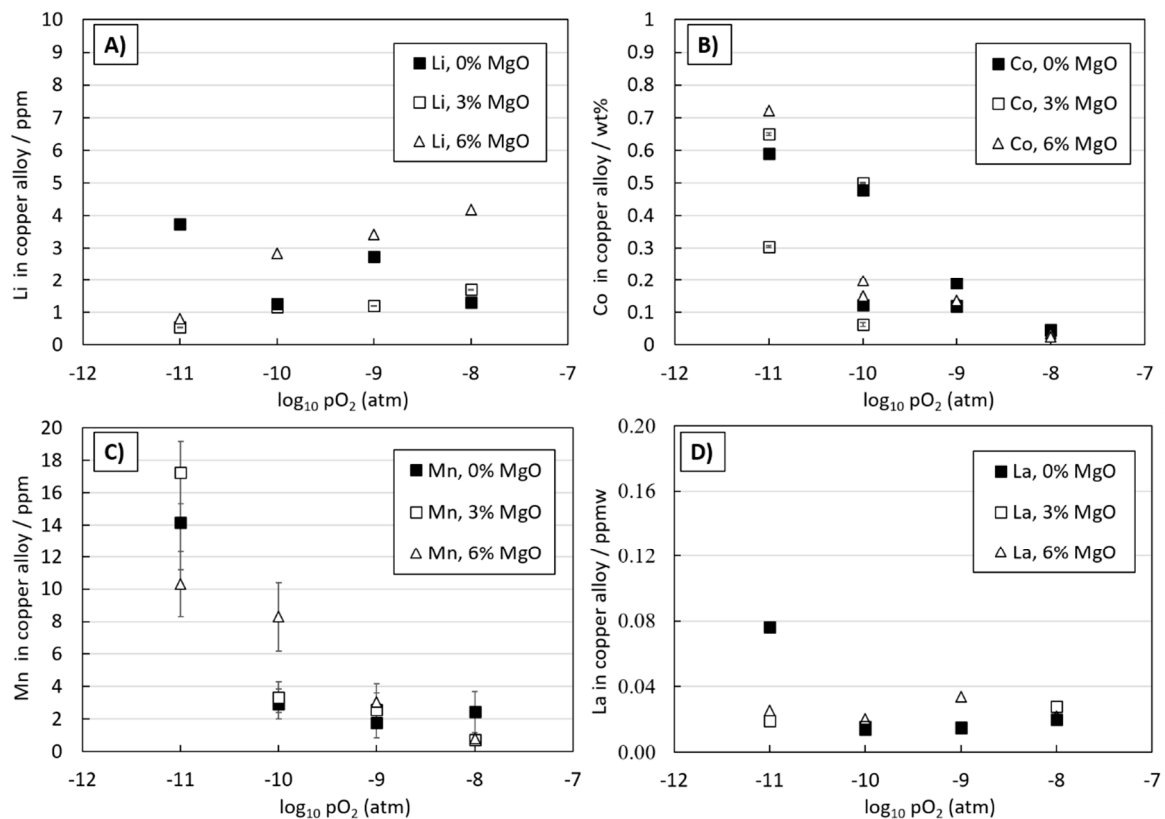 A)
Li, 0% MgO
Li, 3% MgO
Li, 6% MgO
Li in copper alloy / ppm
10
9
8
7
6
5
4
3
2
1
0
-12 -11 -10 -9 -8 -7
log₁₀ pO₂ (atm)
B)
Co, 0% MgO
Co, 3% MgO
Co, 6% MgO
Co in copper alloy / wt%
1
0.9
0.8
0.7
0.6
0.5
0.4
0.3
0.2
0.1
0
-12 -11 -10 -9 -8 -7
log₁₀ pO₂ (atm)
C)
Mn, 0% MgO
Mn, 3% MgO
Mn, 6% MgO
Mn in copper alloy / ppm
20
18
16
14
12
10
8
6
4
2
0
-12 -11 -10 -9 -8 -7
log₁₀ pO₂ (atm)
D)
La, 0% MgO
La, 3% MgO
La, 6% MgO
La in copper alloy / ppmw
0.20
0.16
0.12
0.08
0.04
0.00
-12 -11 -10 -9 -8 -7
log₁₀ pO₂ (atm)